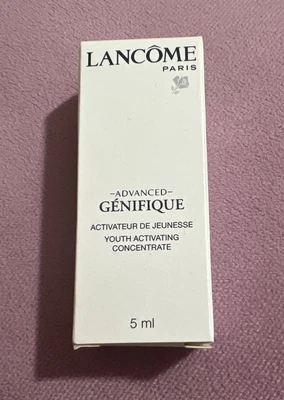 LANCÔME
PARIS
–ADVANCED–
GÉNIFIQUE
ACTIVATEUR DE JEUNESSE
YOUTH ACTIVATING
CONCENTRATE
5 ml